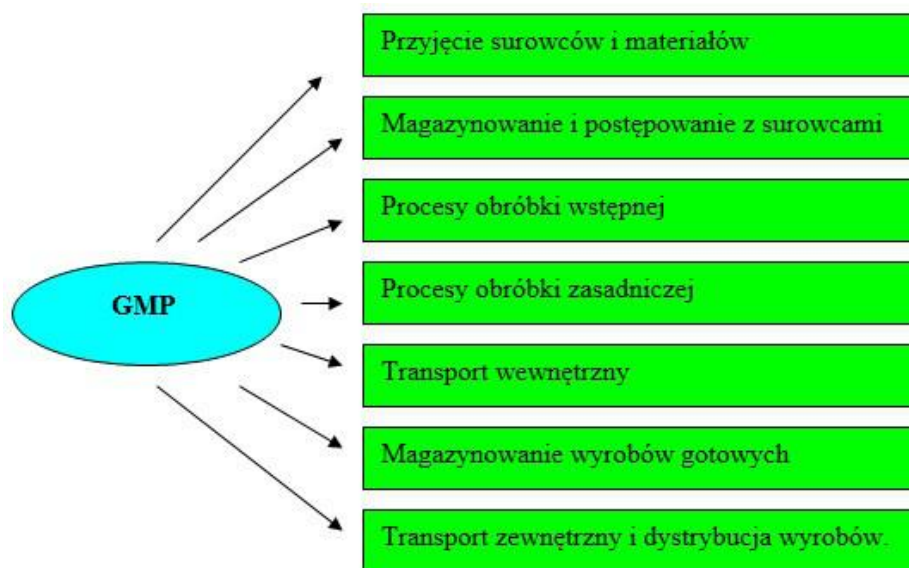 Przyjęcie surowców i materiałów
Magazynowanie i postępowanie z surowcami
Procesy obróbki wstępnej
GMP
Procesy obróbki zasadniczej
Transport wewnętrzny
Magazynowanie wyrobów gotowych
Transport zewnętrzny i dystrybucja wyrobów.